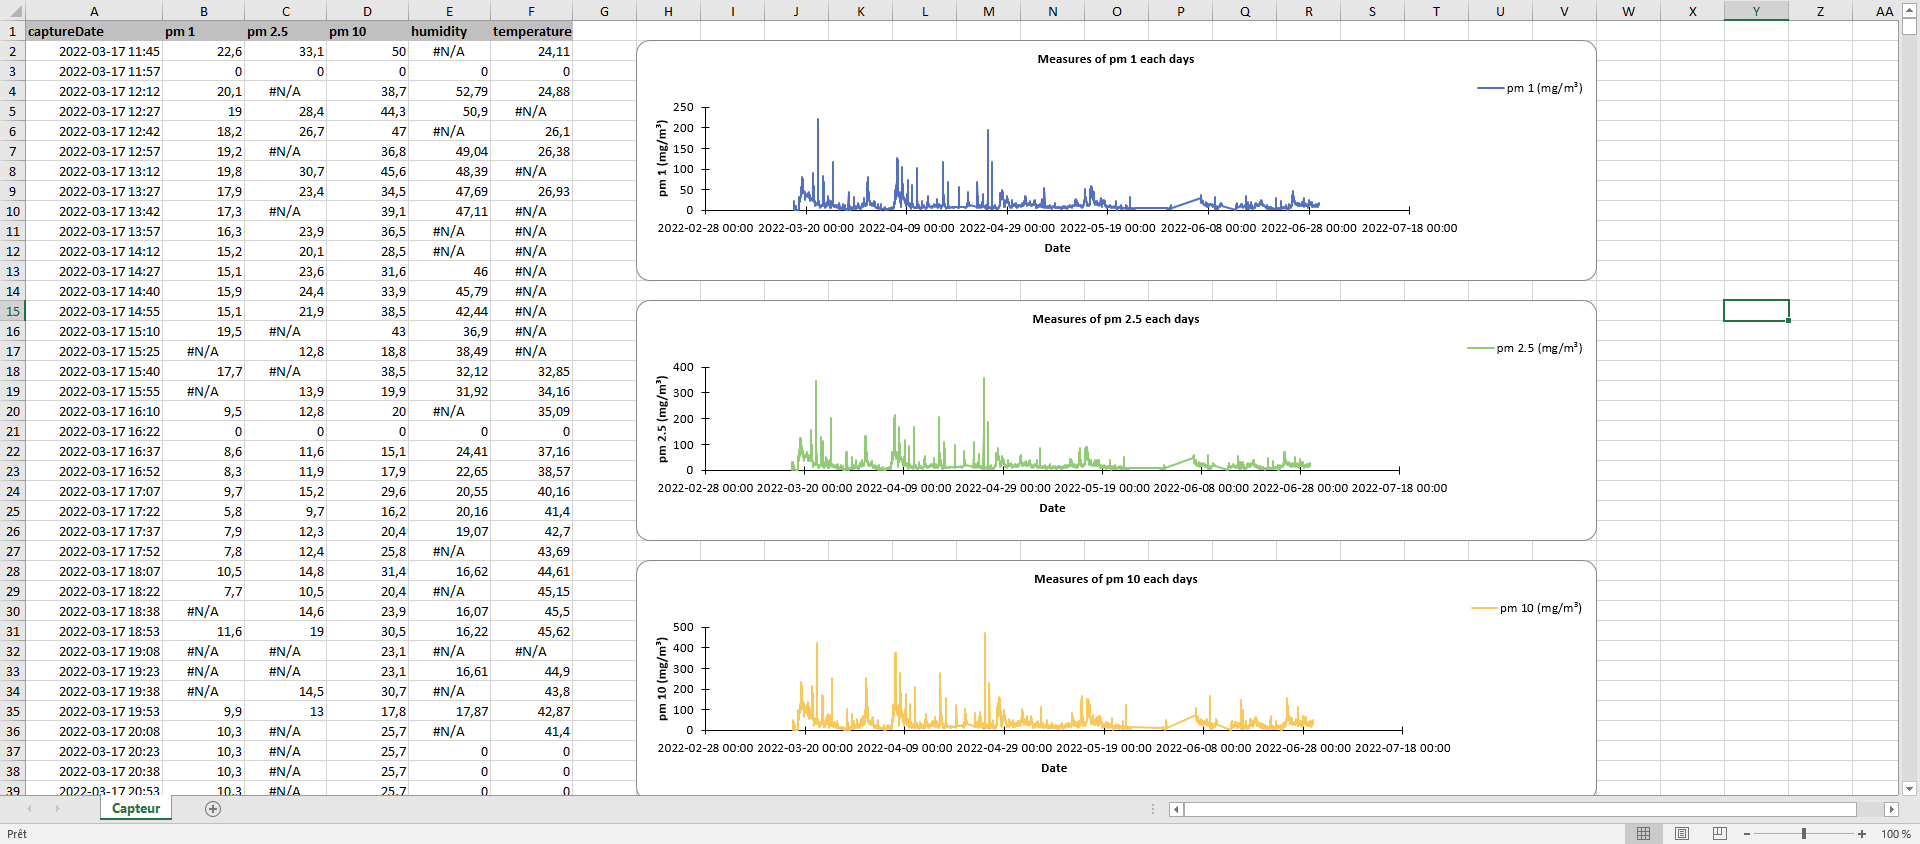 A B C D E F G H I J K L M N O P Q R S T U V W X Y Z AA
1 captureDate pm 1 pm 2.5 pm 10 humidity temperature
2 2022-03-17 11:45 22,6 33,1 50 #N/A 24,11
3 2022-03-17 11:57 0 0 0 0 0
4 2022-03-17 12:12 20,1 #N/A 38,7 52,79 24,88
5 2022-03-17 12:27 19 28,4 44,3 50,9 #N/A
6 2022-03-17 12:42 18,2 26,7 47 #N/A 26,1
7 2022-03-17 12:57 19,2 #N/A 36,8 49,04 26,38
8 2022-03-17 13:12 19,8 30,7 45,6 48,39 #N/A
9 2022-03-17 13:27 17,9 23,4 34,5 47,69 26,93
10 2022-03-17 13:42 17,3 #N/A 39,1 47,11 #N/A
11 2022-03-17 13:57 16,3 23,9 36,5 #N/A #N/A
12 2022-03-17 14:12 15,2 20,1 28,5 #N/A #N/A
13 2022-03-17 14:27 15,1 23,6 31,6 46 #N/A
14 2022-03-17 14:40 15,9 24,4 33,9 45,79 #N/A
15 2022-03-17 14:55 15,1 21,9 38,5 42,44 #N/A
16 2022-03-17 15:10 19,5 #N/A 43 36,9 #N/A
17 2022-03-17 15:25 #N/A 12,8 18,8 38,49 #N/A
18 2022-03-17 15:40 17,7 #N/A 38,5 32,12 32,85
19 2022-03-17 15:55 #N/A 13,9 19,9 31,92 34,16
20 2022-03-17 16:10 9,5 12,8 20 #N/A 35,09
21 2022-03-17 16:22 0 0 0 0 0
22 2022-03-17 16:37 8,6 11,6 15,1 24,41 37,16
23 2022-03-17 16:52 8,3 11,9 17,9 22,65 38,57
24 2022-03-17 17:07 9,7 15,2 29,6 20,55 40,16
25 2022-03-17 17:22 5,8 9,7 16,2 20,16 41,4
26 2022-03-17 17:37 7,9 12,3 20,4 19,07 42,7
27 2022-03-17 17:52 7,8 12,4 25,8 #N/A 43,69
28 2022-03-17 18:07 10,5 14,8 31,4 16,62 44,61
29 2022-03-17 18:22 7,7 10,5 20,4 #N/A 45,15
30 2022-03-17 18:38 #N/A 14,6 23,9 16,07 45,5
31 2022-03-17 18:53 11,6 19 30,5 16,22 45,62
32 2022-03-17 19:08 #N/A #N/A 23,1 #N/A #N/A
33 2022-03-17 19:23 #N/A #N/A 23,1 16,61 44,9
34 2022-03-17 19:38 #N/A 14,5 30,7 #N/A 43,8
35 2022-03-17 19:53 9,9 13 17,8 17,87 42,87
36 2022-03-17 20:08 10,3 #N/A 25,7 #N/A 41,4
37 2022-03-17 20:23 10,3 #N/A 25,7 0 0
38 2022-03-17 20:38 10,3 #N/A 25,7 0 0
39 2022-03-17 20:53 10,3 #N/A 25,7 0 0
Measures of pm 1 each days
pm 1 (mg/m³)
pm 1 (mg/m³)
250
200
150
100
50
0
2022-02-28 00:00 2022-03-20 00:00 2022-04-09 00:00 2022-04-29 00:00 2022-05-19 00:00 2022-06-08 00:00 2022-06-28 00:00 2022-07-18 00:00
Date
Measures of pm 2.5 each days
pm 2.5 (mg/m³)
pm 2.5 (mg/m³)
400
300
200
100
0
2022-02-28 00:00 2022-03-20 00:00 2022-04-09 00:00 2022-04-29 00:00 2022-05-19 00:00 2022-06-08 00:00 2022-06-28 00:00 2022-07-18 00:00
Date
Measures of pm 10 each days
pm 10 (mg/m³)
pm 10 (mg/m³)
500
400
300
200
100
0
2022-02-28 00:00 2022-03-20 00:00 2022-04-09 00:00 2022-04-29 00:00 2022-05-19 00:00 2022-06-08 00:00 2022-06-28 00:00 2022-07-18 00:00
Date
Capteur
Prêt
100 %